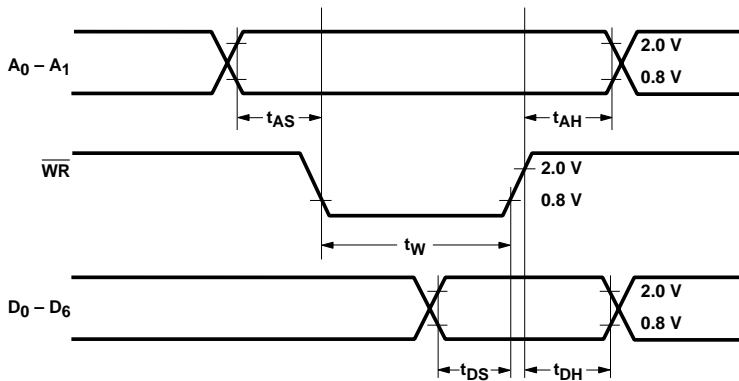 A0 – A1
2.0 V
0.8 V
tAS
tAH
WR
2.0 V
0.8 V
tW
D0 – D6
2.0 V
0.8 V
tDS
tDH